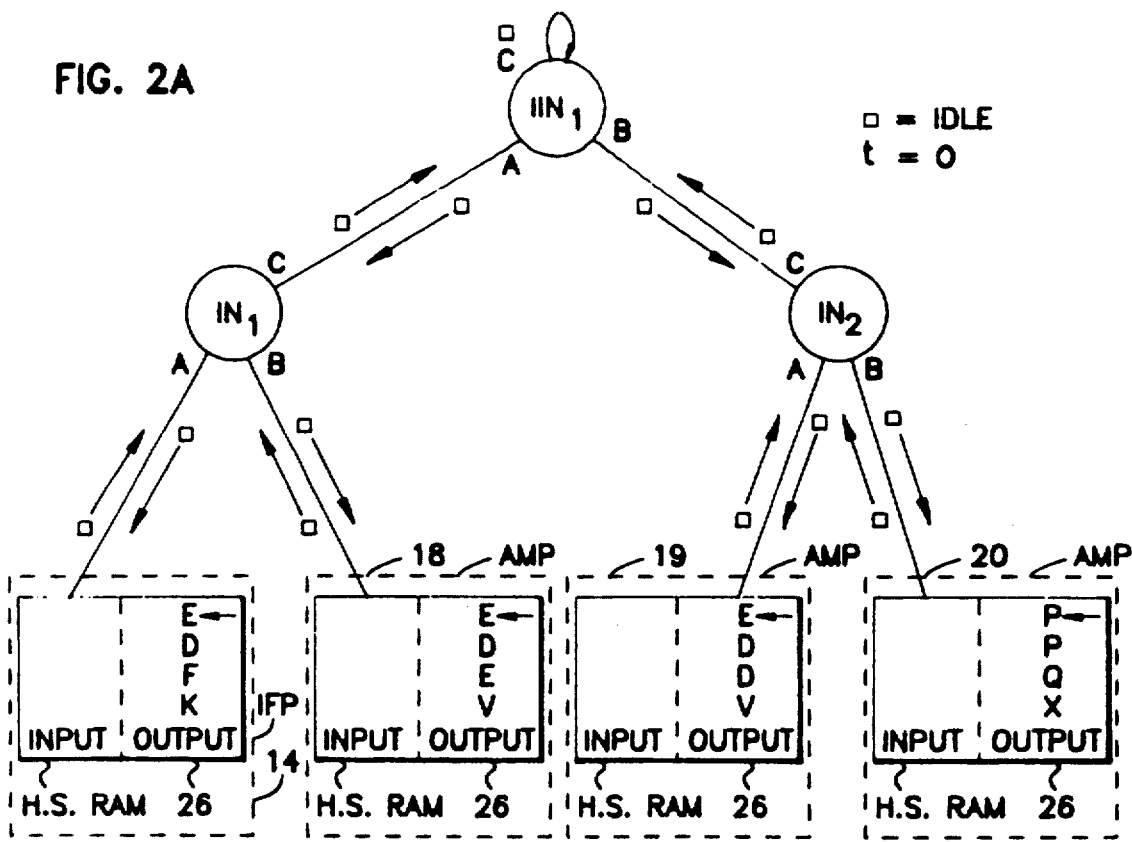 FIG. 2A
□
C
IIN1
A
B
□ = IDLE
t = 0
C
C
IN1
IN2
A
B
A
B
18
AMP
19
AMP
20
AMP
E
D
F
K
INPUT
OUTPUT
IFP
14
H.S. RAM
26
E
D
E
V
INPUT
OUTPUT
H.S. RAM
26
E
D
D
V
INPUT
OUTPUT
H.S. RAM
26
P
P
Q
X
INPUT
OUTPUT
H.S. RAM
26